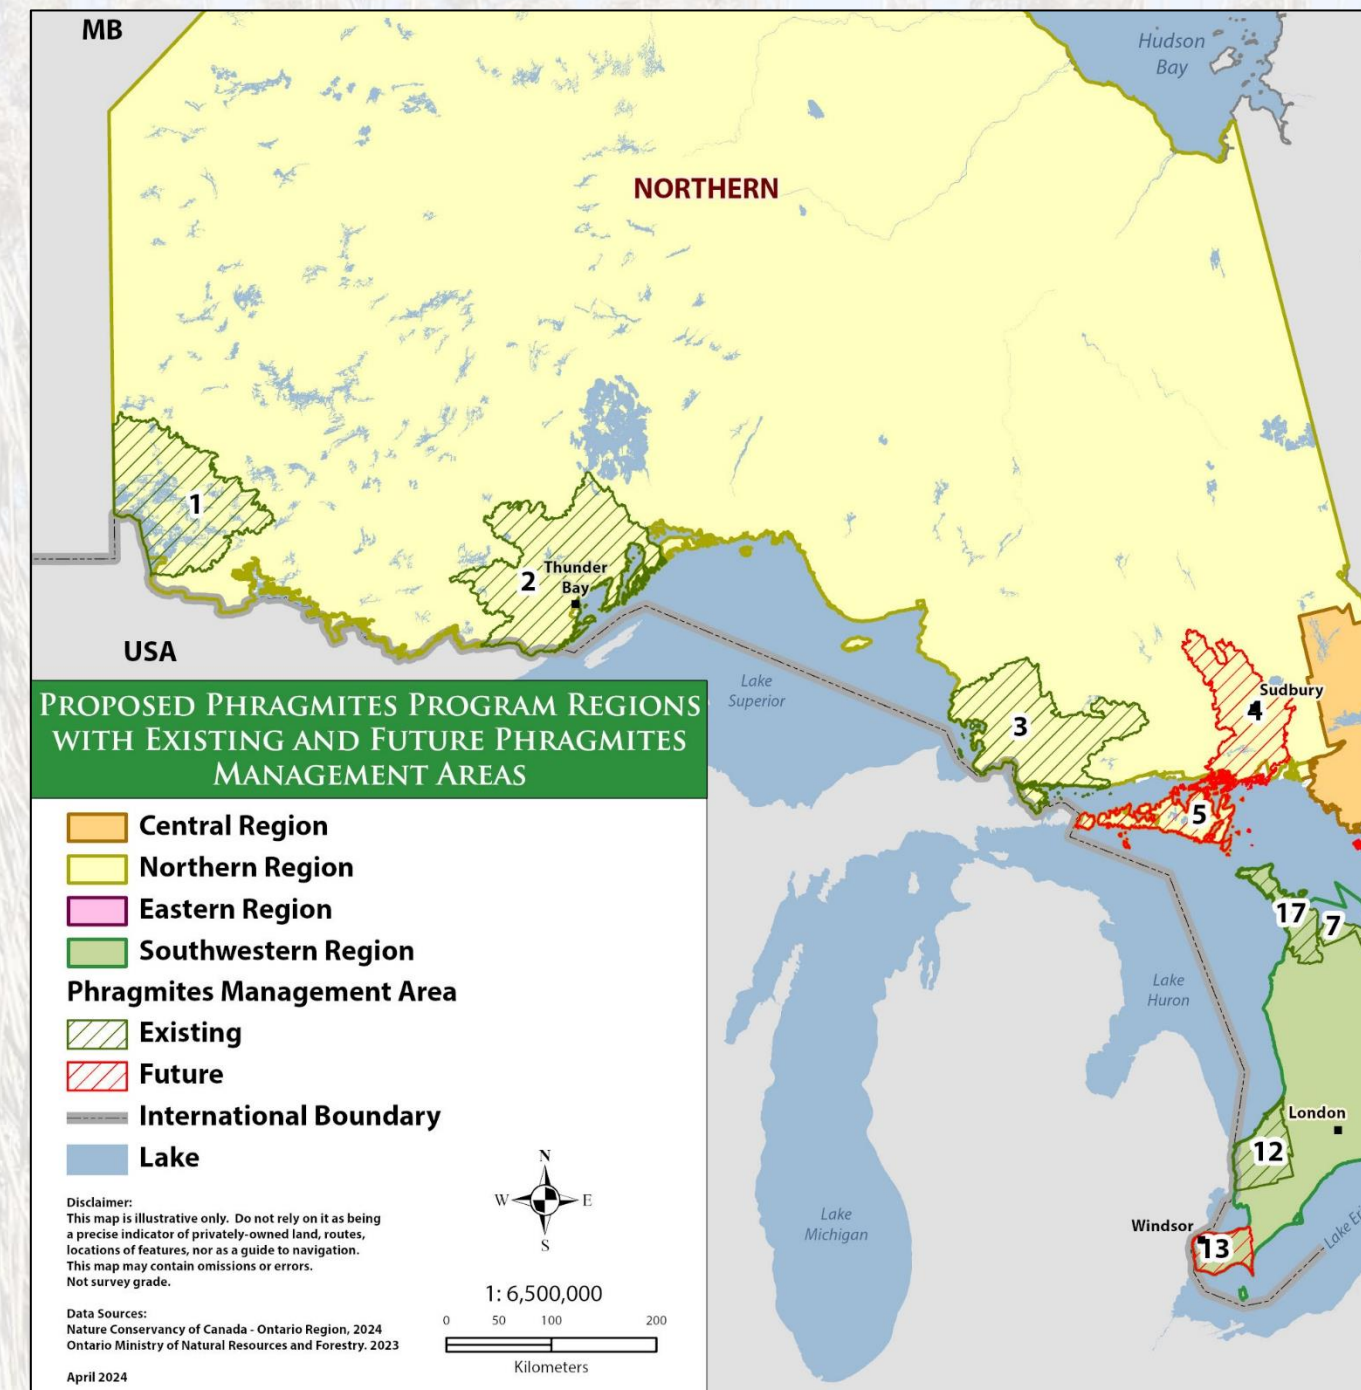 MB
Hudson
Bay
NORTHERN
1
2
Thunder
Bay
USA
Lake
Superior
3
Sudbury
4
5
17
7
Lake
Huron
London
12
Lake
Michigan
Windsor
13
Lake
PROPOSED PHRAGMITES PROGRAM REGIONS
WITH EXISTING AND FUTURE PHRAGMITES
MANAGEMENT AREAS
Central Region
Northern Region
Eastern Region
Southwestern Region
Phragmites Management Area
Existing
Future
International Boundary
Lake
Disclaimer:
This map is illustrative only. Do not rely on it as being
a precise indicator of privately-owned land, routes,
locations of features, nor as a guide to navigation.
This map may contain omissions or errors.
Not survey grade.
Data Sources:
Nature Conservancy of Canada - Ontario Region, 2024
Ontario Ministry of Natural Resources and Forestry. 2023
April 2024
N
W E
S
1: 6,500,000
0 50 100 200
Kilometers